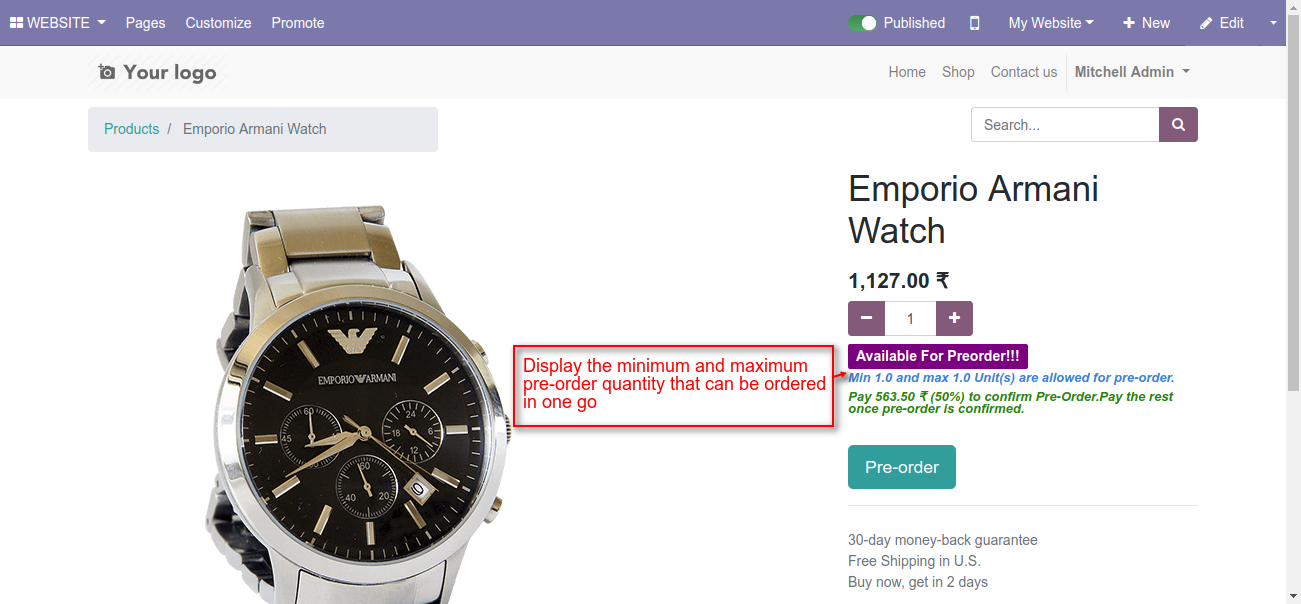 WEBSITE Pages Customize Promote Published My Website New Edit
Your logo Home Shop Contact us Mitchell Admin
Products / Emporio Armani Watch Search...
Emporio Armani
Watch
1,127.00 ₹
1
Available For Preorder!!!
Display the minimum and maximum
pre-order quantity that can be ordered
in one go
Min 1.0 and max 1.0 Unit(s) are allowed for pre-order.
Pay 563.50 ₹ (50%) to confirm Pre-Order.Pay the rest
once pre-order is confirmed.
Pre-order
30-day money-back guarantee
Free Shipping in U.S.
Buy now, get in 2 days
EMPORIO ARMANI
60
45
24
18
6
12
60
40
20